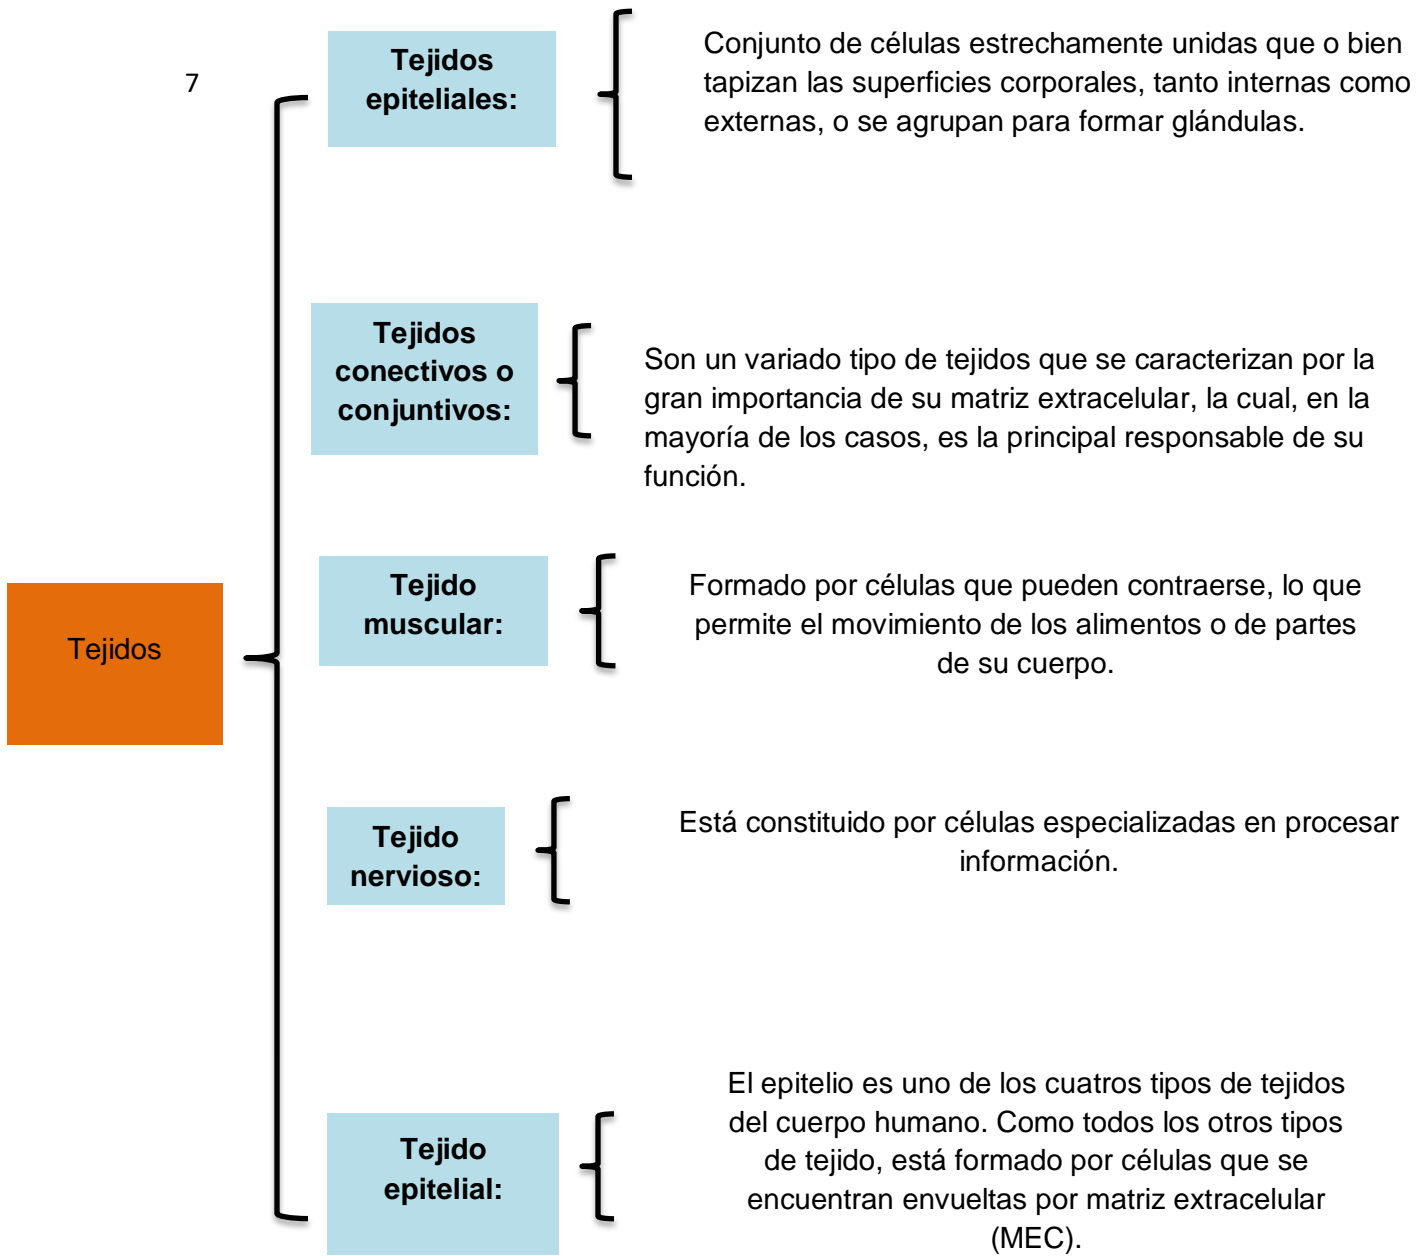 7
Tejidos
Tejidos
epiteliales:
Conjunto de células estrechamente unidas que o bien
tapizan las superficies corporales, tanto internas como
externas, o se agrupan para formar glándulas.
Tejidos
conectivos o
conjuntivos:
Son un variado tipo de tejidos que se caracterizan por la
gran importancia de su matriz extracelular, la cual, en la
mayoría de los casos, es la principal responsable de su
función.
Tejido
muscular:
Formado por células que pueden contraerse, lo que
permite el movimiento de los alimentos o de partes
de su cuerpo.
Tejido
nervioso:
Está constituido por células especializadas en procesar
información.
Tejido
epitelial:
El epitelio es uno de los cuatros tipos de tejidos
del cuerpo humano. Como todos los otros tipos
de tejido, está formado por células que se
encuentran envueltas por matriz extracelular
(MEC).